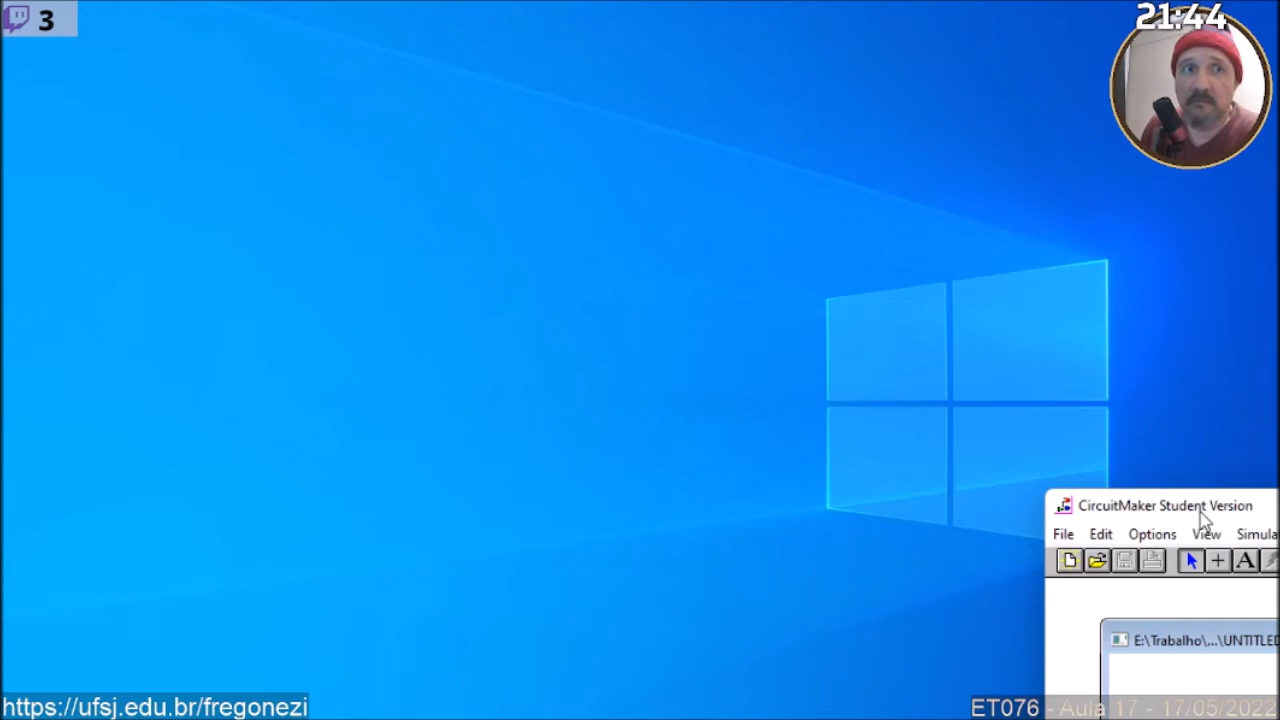 3
21:44
CircuitMaker Student Version
File Edit Options View Simula
A
E:\Trabalho\...\UNTITLED
https://ufsj.edu.br/fregonezi
ET076 - Aula 17 - 17/05/2022